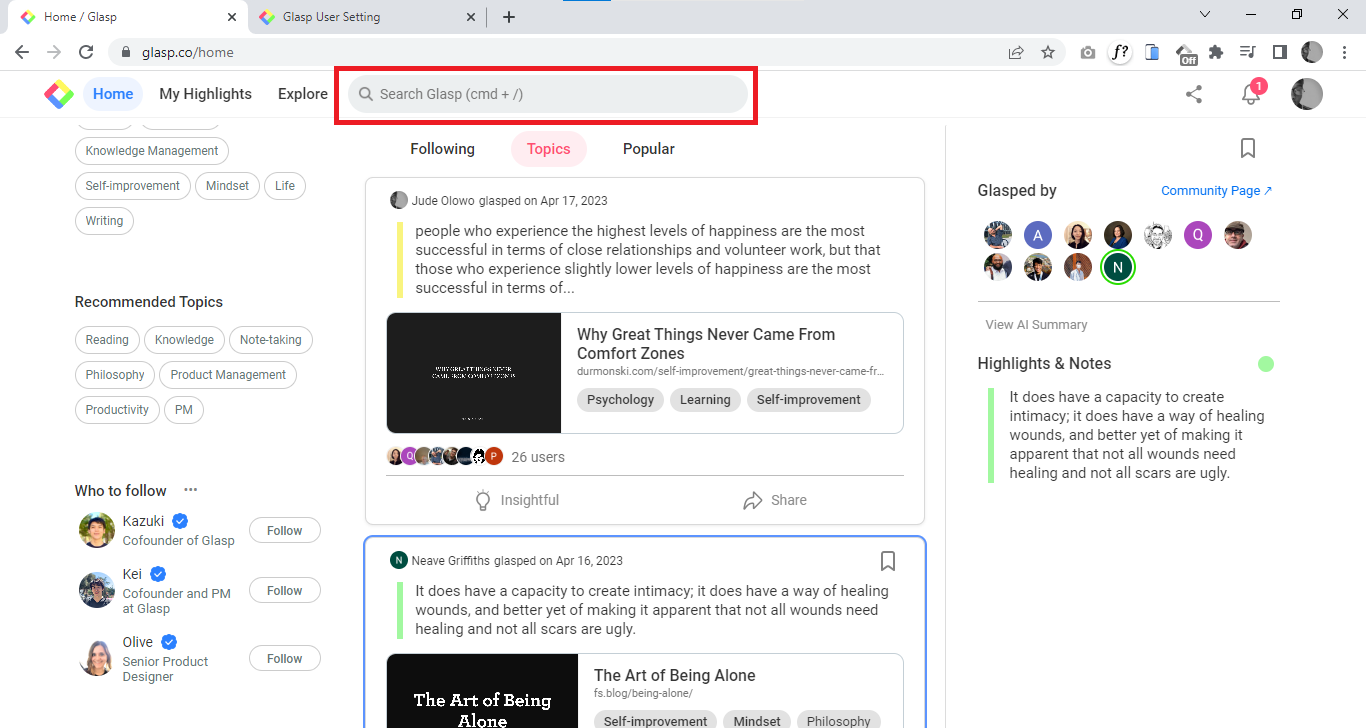 Home / Glasp
Glasp User Setting
glasp.co/home
f?
Off
Home
My Highlights
Explore
Search Glasp (cmd + /)
1
Knowledge Management
Self-improvement
Mindset
Life
Writing
Recommended Topics
Reading
Knowledge
Note-taking
Philosophy
Product Management
Productivity
PM
Who to follow
Kazuki
Cofounder of Glasp
Follow
Kei
Cofounder and PM
at Glasp
Follow
Olive
Senior Product
Designer
Follow
Following
Topics
Popular
Jude Olowo glasped on Apr 17, 2023
people who experience the highest levels of happiness are the most
successful in terms of close relationships and volunteer work, but that
those who experience slightly lower levels of happiness are the most
successful in terms of...
WHY GREAT THINGS NEVER
CAME FROM COMFORT ZONES
Why Great Things Never Came From
Comfort Zones
durmonski.com/self-improvement/great-things-never-came-fr...
Psychology
Learning
Self-improvement
Q
P
26 users
Insightful
Share
N
Neave Griffiths glasped on Apr 16, 2023
It does have a capacity to create intimacy; it does have a way of healing
wounds, and better yet of making it apparent that not all wounds need
healing and not all scars are ugly.
The Art of Being
Alone
The Art of Being Alone
fs.blog/being-alone/
Self-improvement
Mindset
Philosophy
Glasped by
Community Page ↗
A
Q
N
View AI Summary
Highlights & Notes
It does have a capacity to create
intimacy; it does have a way of healing
wounds, and better yet of making it
apparent that not all wounds need
healing and not all scars are ugly.